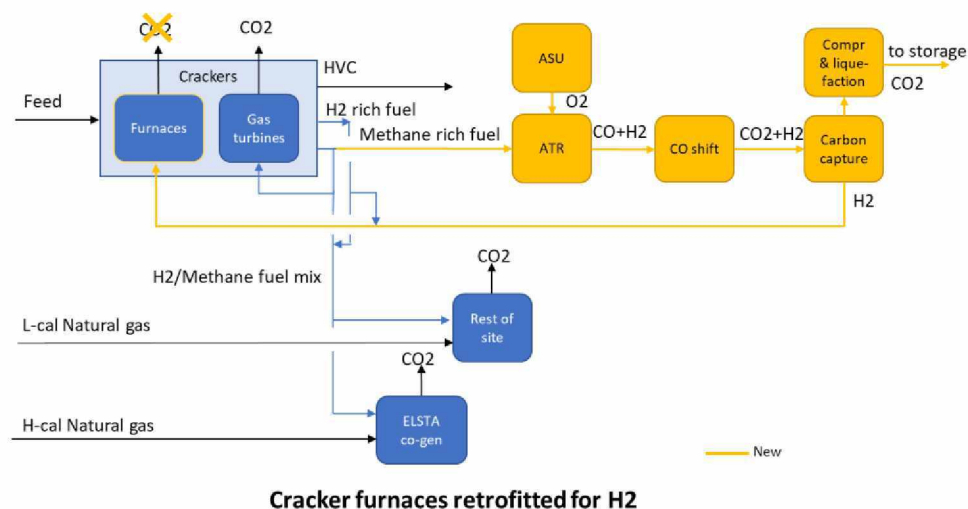 CO2
CO2
Crackers
HVC
Feed
Furnaces
Gas
turbines
H2 rich fuel
Methane rich fuel
ASU
O2
ATR
CO+H2
CO shift
CO2+H2
Carbon
capture
Compr
& lique-
faction
to storage
CO2
H2
H2/Methane fuel mix
CO2
L-cal Natural gas
Rest of
site
CO2
H-cal Natural gas
ELSTA
co-gen
New
Cracker furnaces retrofitted for H2